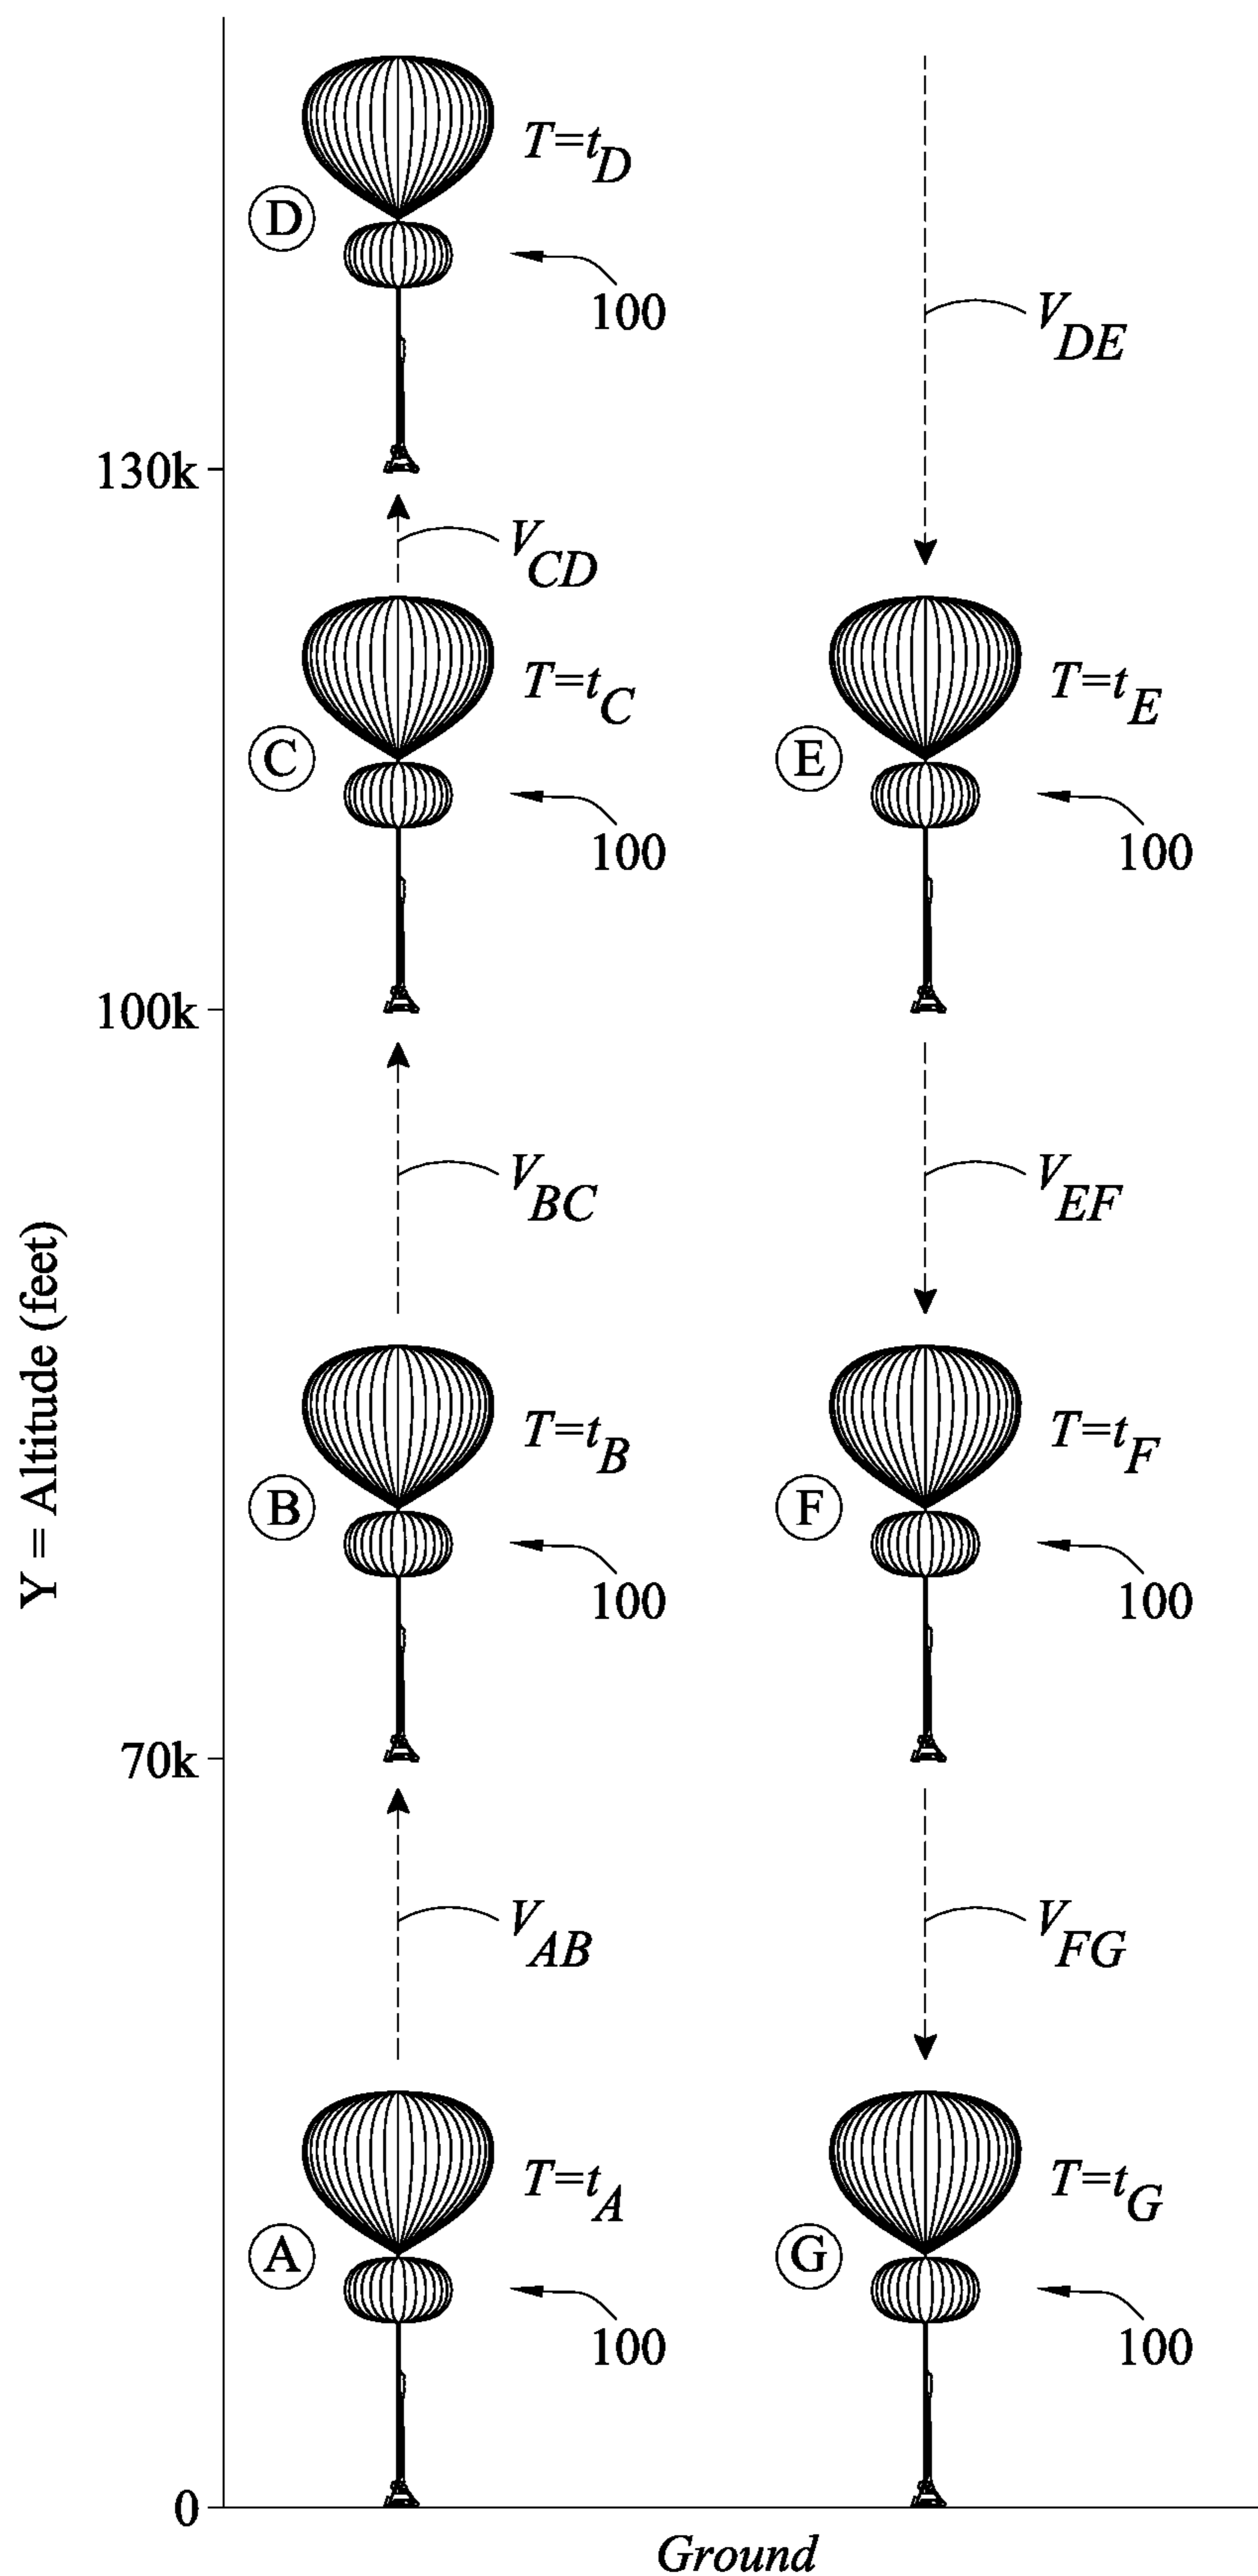 T=tD
D
100
VDE
130k
VCD
T=tC
T=tE
C
E
100
100
100k
VBC
VEF
Y = Altitude (feet)
T=tB
T=tF
B
F
100
100
70k
VAB
VFG
T=tA
T=tG
A
G
100
100
0
Ground